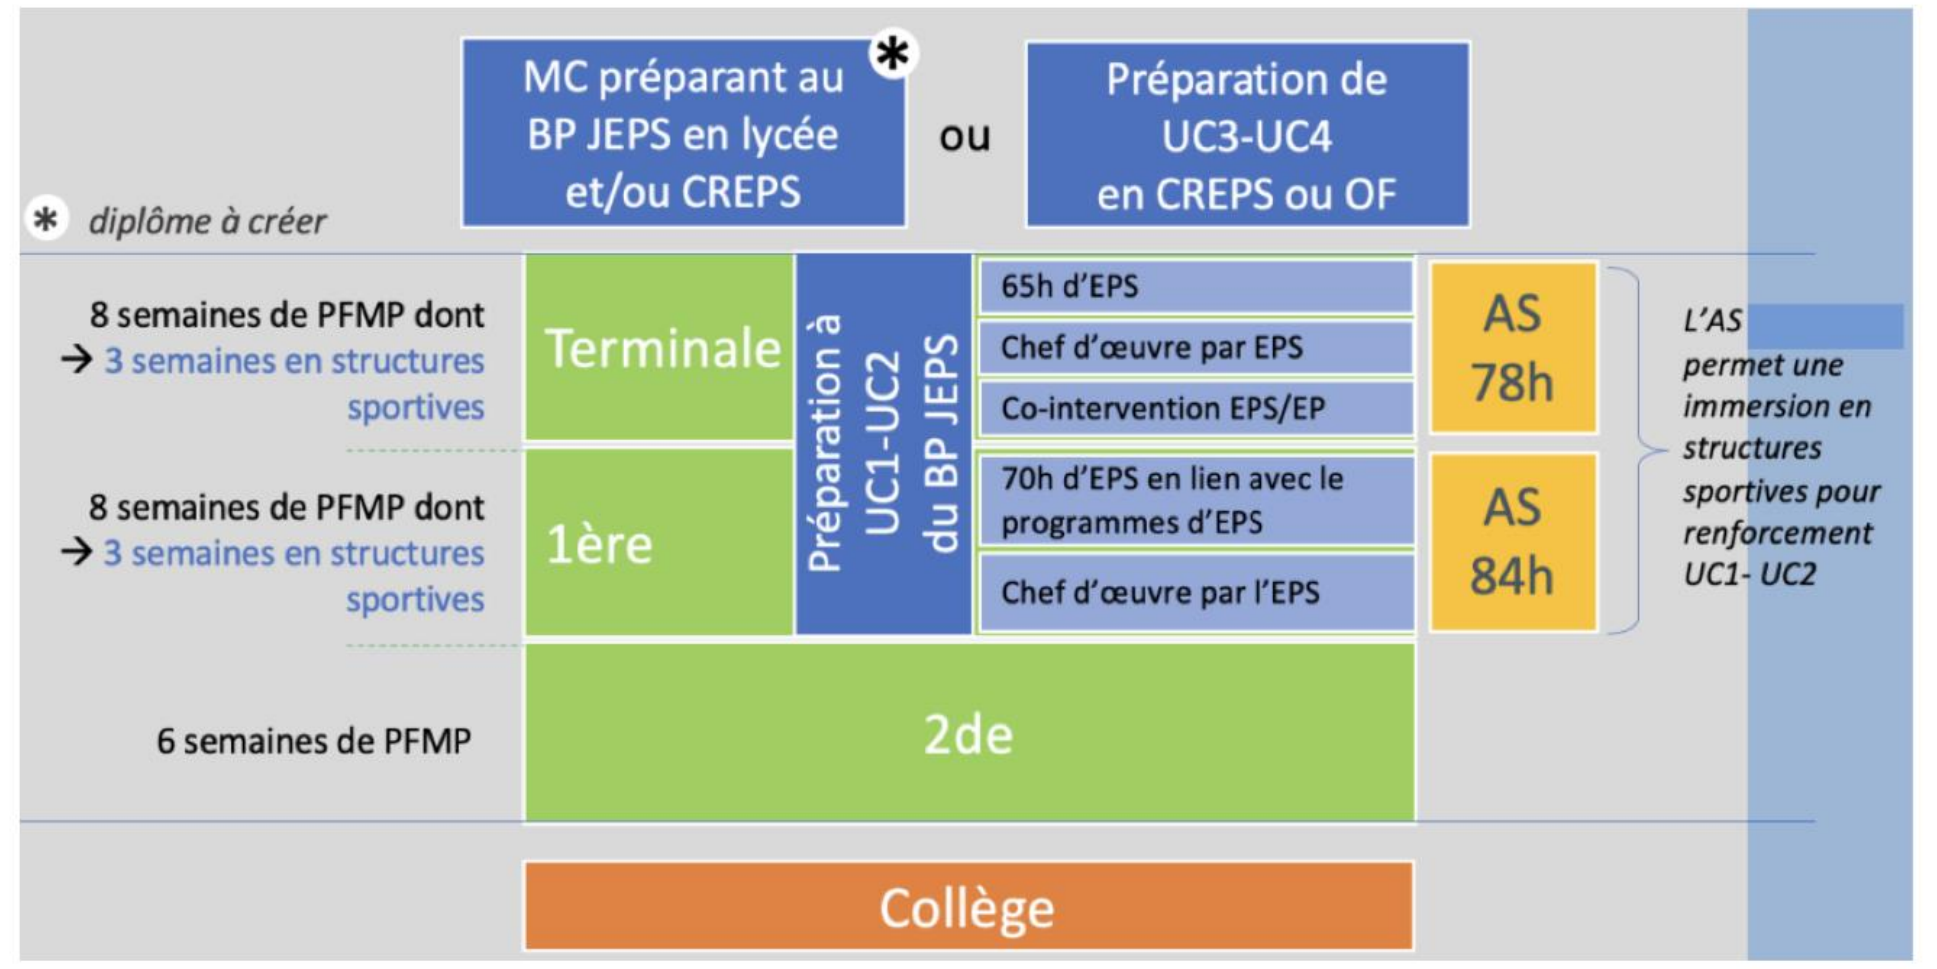 MC préparant au
BP JEPS en lycée
et/ou CREPS
*
ou
Préparation de
UC3-UC4
en CREPS ou OF
* diplôme à créer
8 semaines de PFMP dont
→ 3 semaines en structures
sportives
Terminale
Préparation à
UC1-UC2
du BP JEPS
65h d’EPS
Chef d’œuvre par EPS
Co-intervention EPS/EP
AS
78h
L’AS
permet une
immersion en
structures
sportives pour
renforcement
UC1- UC2
8 semaines de PFMP dont
→ 3 semaines en structures
sportives
1ère
70h d’EPS en lien avec le
programmes d’EPS
Chef d’œuvre par l’EPS
AS
84h
6 semaines de PFMP
2de
Collège